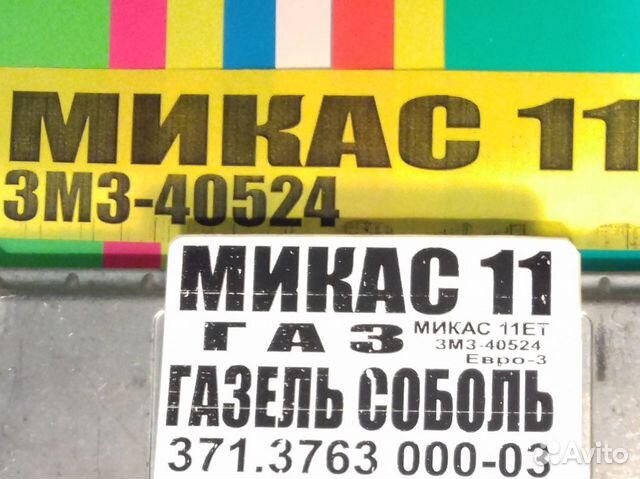 МИКАС 11
ЗМЗ-40524
МИКАС 11
ГАЗ
МИКАС 11ЕТ
ЗМЗ-40524
Евро-3
ГАЗЕЛЬ СОБОЛЬ
371.3763 000-03
Avito